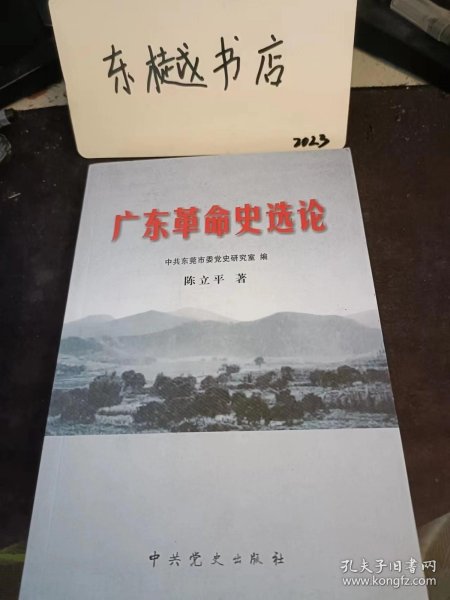 东樾书店
2023
广东革命史选论
中共东莞市委党史研究室 编
陈立平 著
中共党史出版社
孔夫子旧书网
www.kongfz.com